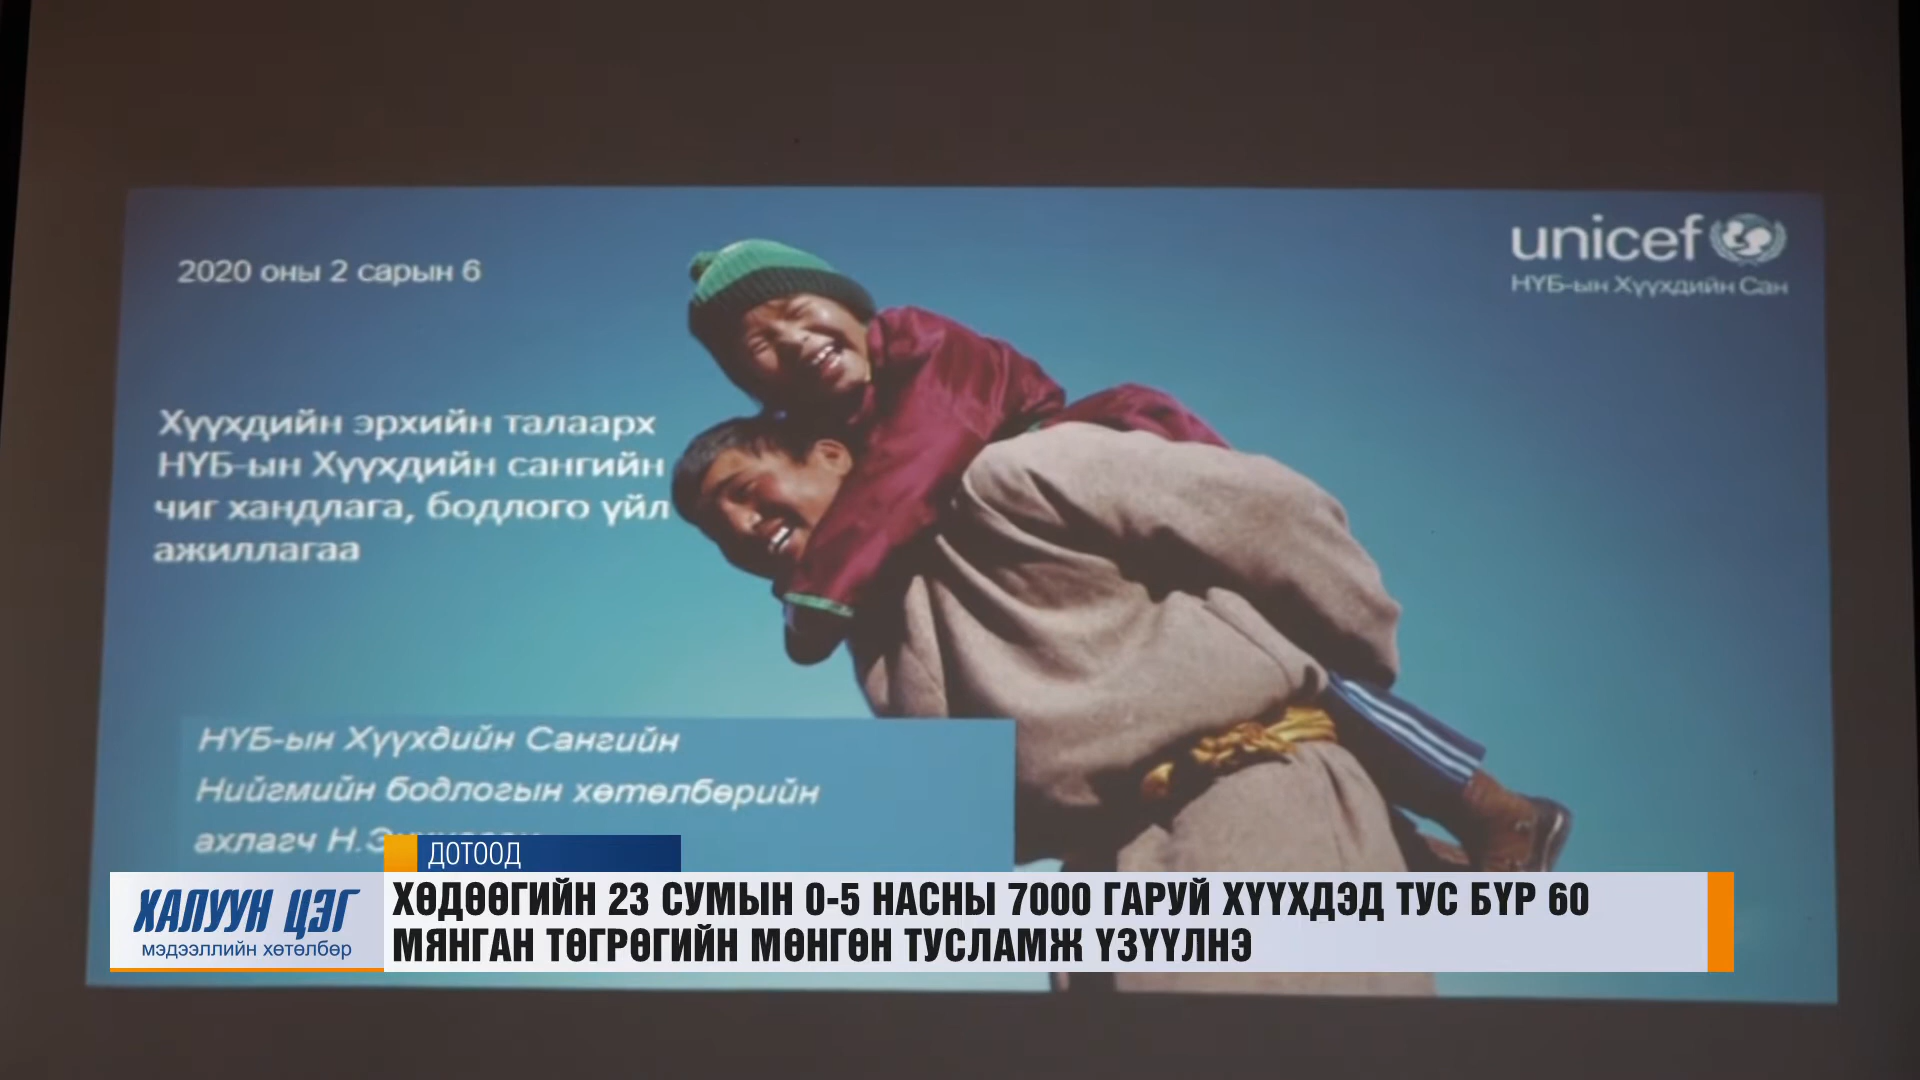 unicef
НҮБ-ын Хүүхдийн Сан
2020 оны 2 сарын 6
Хүүхдийн эрхийн талаарх
НҮБ-ын Хүүхдийн сангийн
чиг хандлага, бодлого үйл
ажиллагаа
НҮБ-ын Хүүхдийн Сангийн
Нийгмийн бодлогын хөтөлбөрийн
ахлагч
ДОТООД
ХАЛУУН ЦЭГ
мэдээллийн хөтөлбөр
ХӨДӨӨГИЙН 23 СУМЫН 0-5 НАСНЫ 7000 ГАРУЙ ХҮҮХДЭД ТУС БҮР 60
МЯНГАН ТӨГРӨГИЙН МӨНГӨН ТУСЛАМЖ ҮЗҮҮЛНЭ